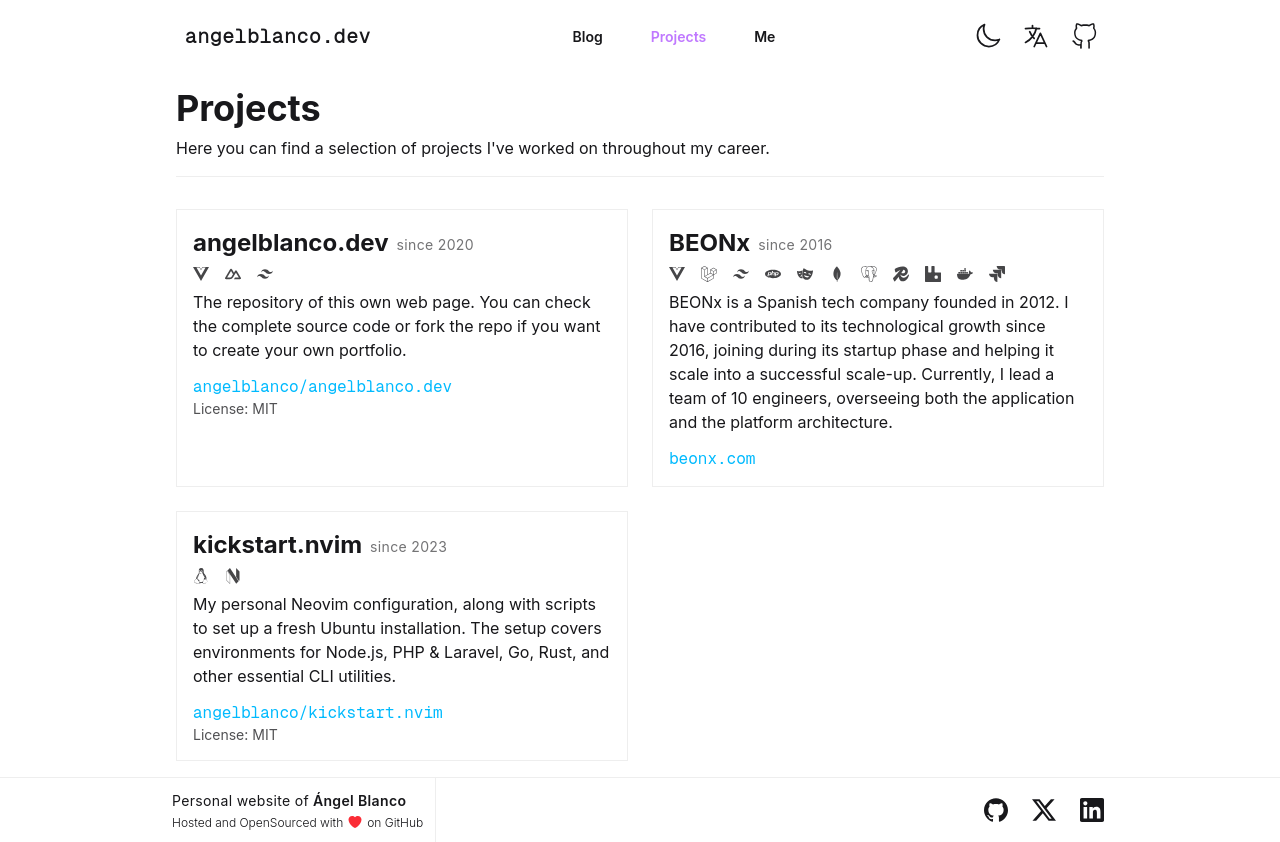 angelblanco.dev
Blog
Projects
Me
Projects
Here you can find a selection of projects I've worked on throughout my career.
angelblanco.dev since 2020
The repository of this own web page. You can check
the complete source code or fork the repo if you want
to create your own portfolio.
angelblanco/angelblanco.dev
License: MIT
BEONx since 2016
BEONx is a Spanish tech company founded in 2012. I
have contributed to its technological growth since
2016, joining during its startup phase and helping it
scale into a successful scale-up. Currently, I lead a
team of 10 engineers, overseeing both the application
and the platform architecture.
beonx.com
kickstart.nvim since 2023
My personal Neovim configuration, along with scripts
to set up a fresh Ubuntu installation. The setup covers
environments for Node.js, PHP & Laravel, Go, Rust, and
other essential CLI utilities.
angelblanco/kickstart.nvim
License: MIT
Personal website of Ángel Blanco
Hosted and OpenSourced with ❤️ on GitHub